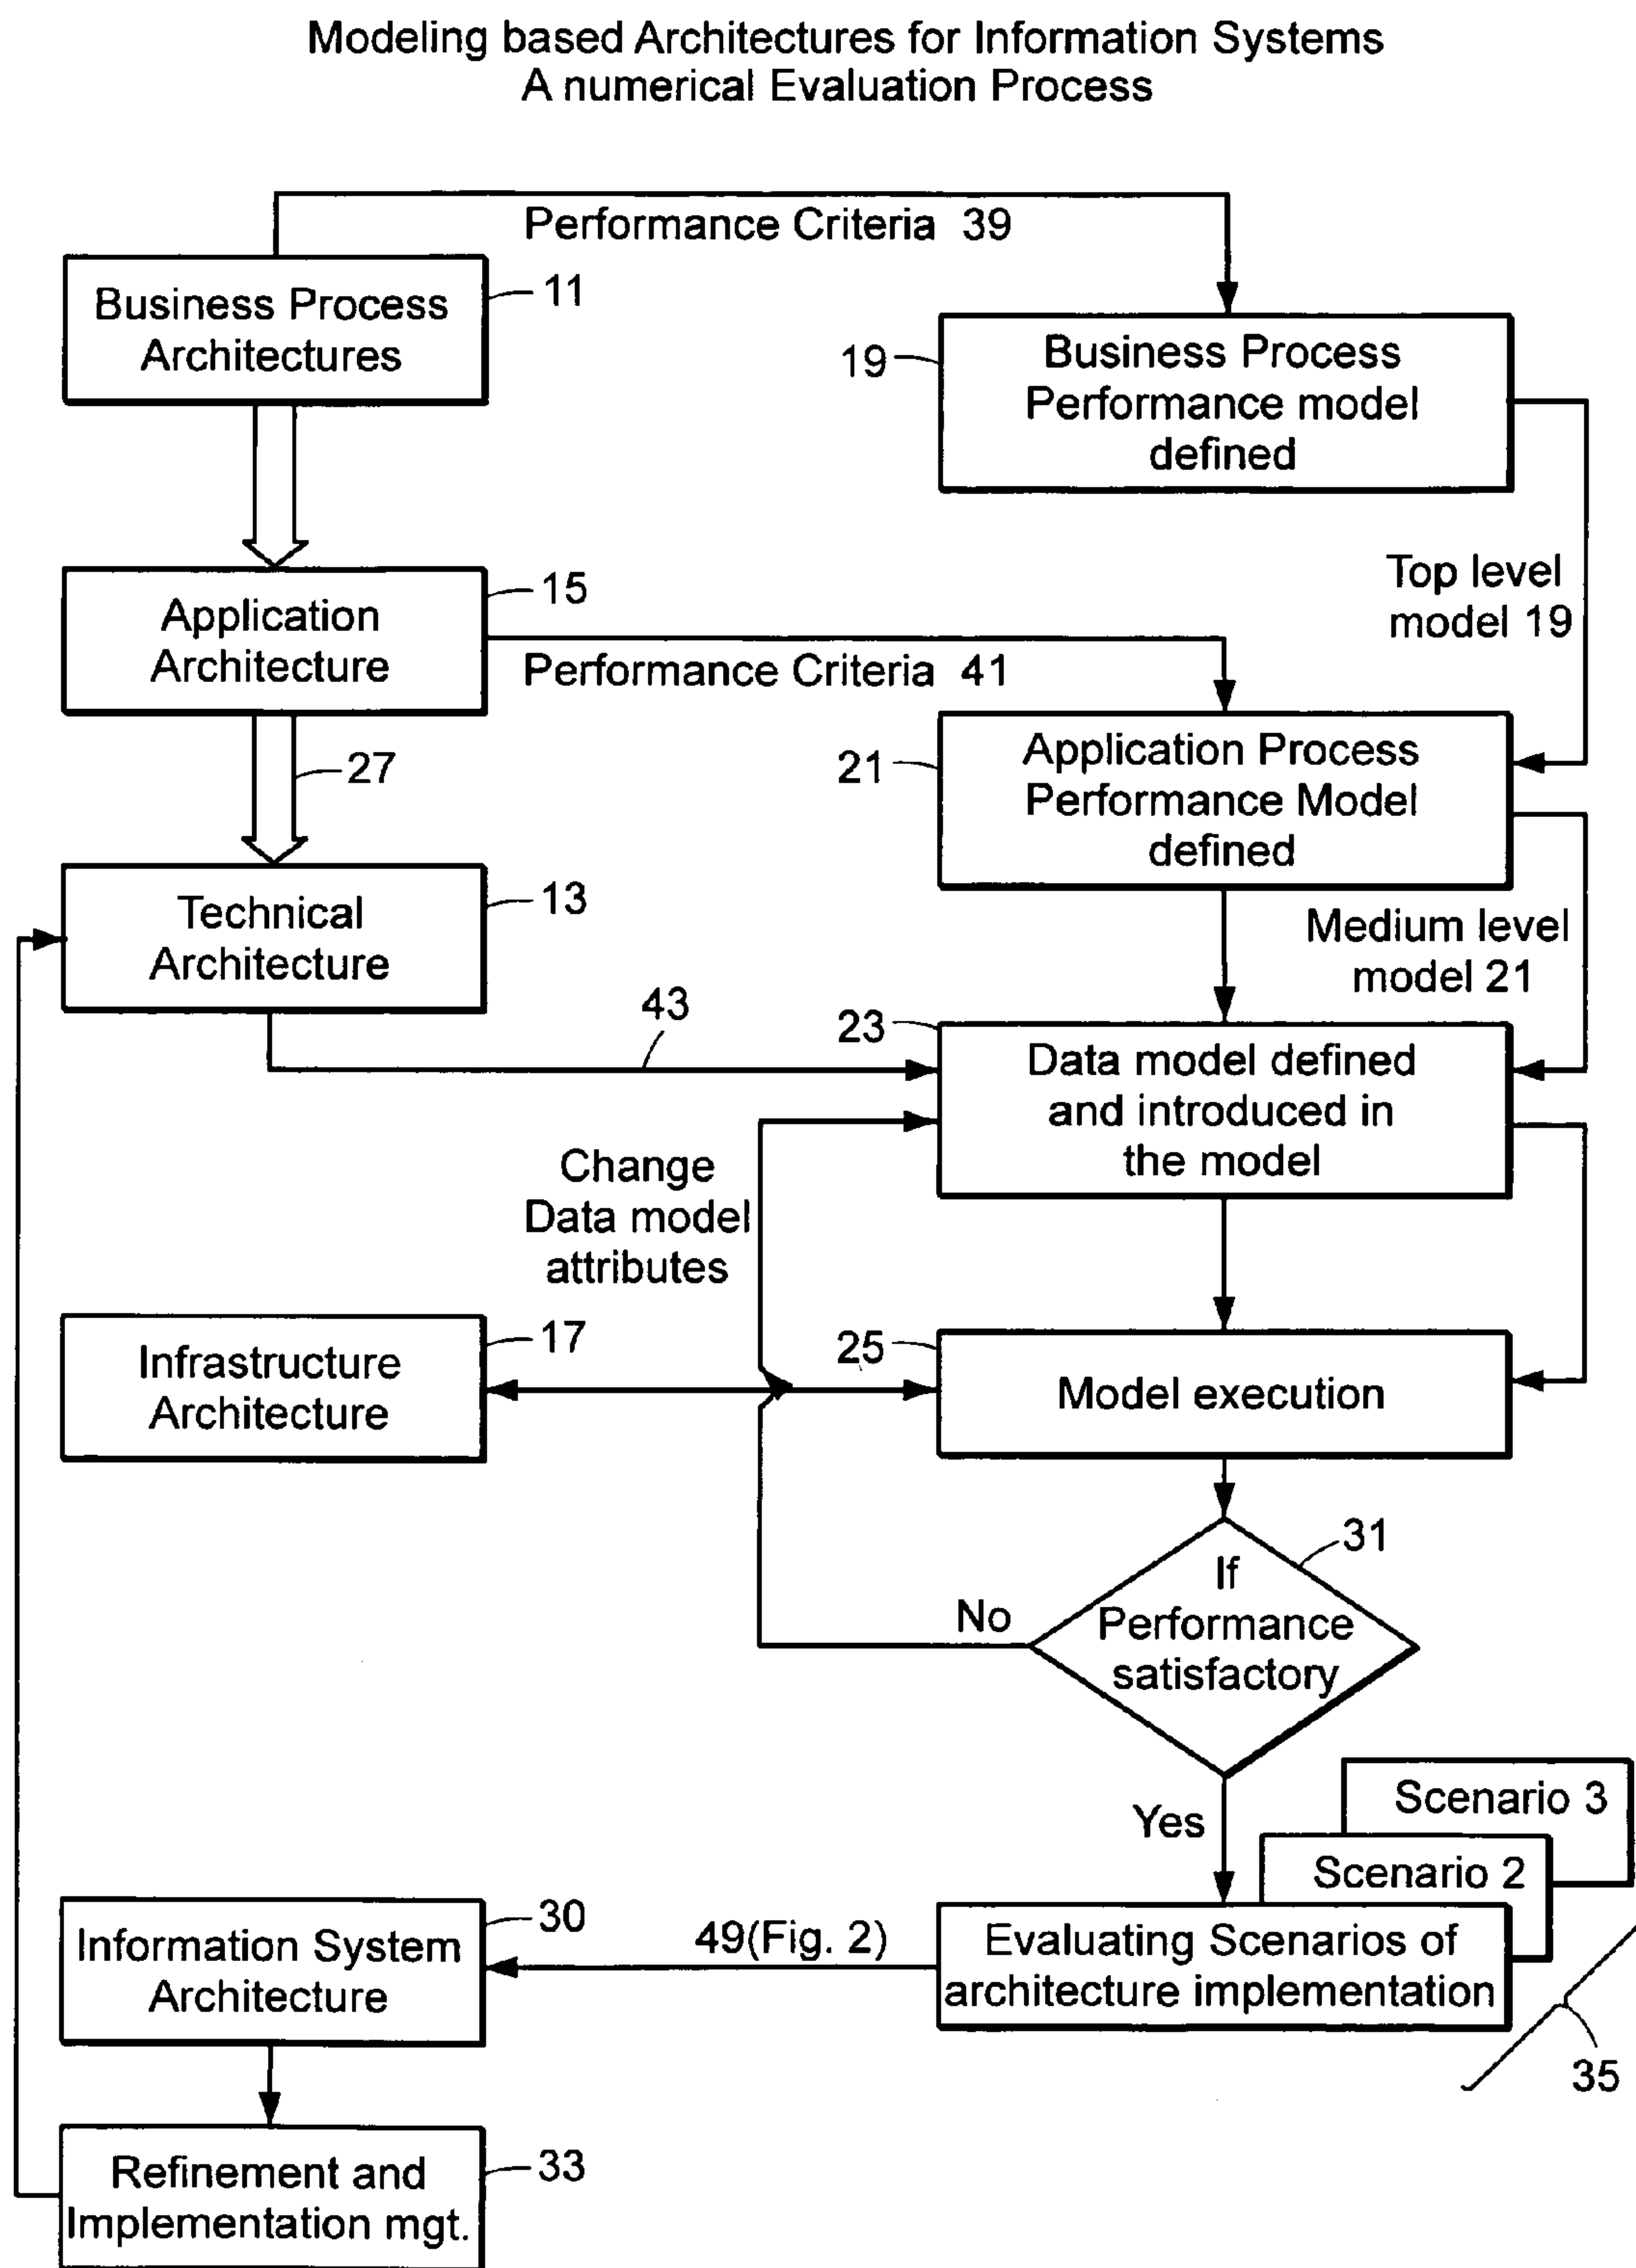 Modeling based Architectures for Information Systems
A numerical Evaluation Process
Performance Criteria 39
Business Process
Architectures
11
19
Business Process
Performance model
defined
Top level
model 19
Application
Architecture
15
Performance Criteria 41
27
21
Application Process
Performance Model
defined
Medium level
model 21
Technical
Architecture
13
43
23
Data model defined
and introduced in
the model
Change
Data model
attributes
Infrastructure
Architecture
17
25
Model execution
31
If
Performance
satisfactory
No
Yes
Scenario 3
Scenario 2
Evaluating Scenarios of
architecture implementation
35
49(Fig. 2)
Information System
Architecture
30
Refinement and
Implementation mgt.
33